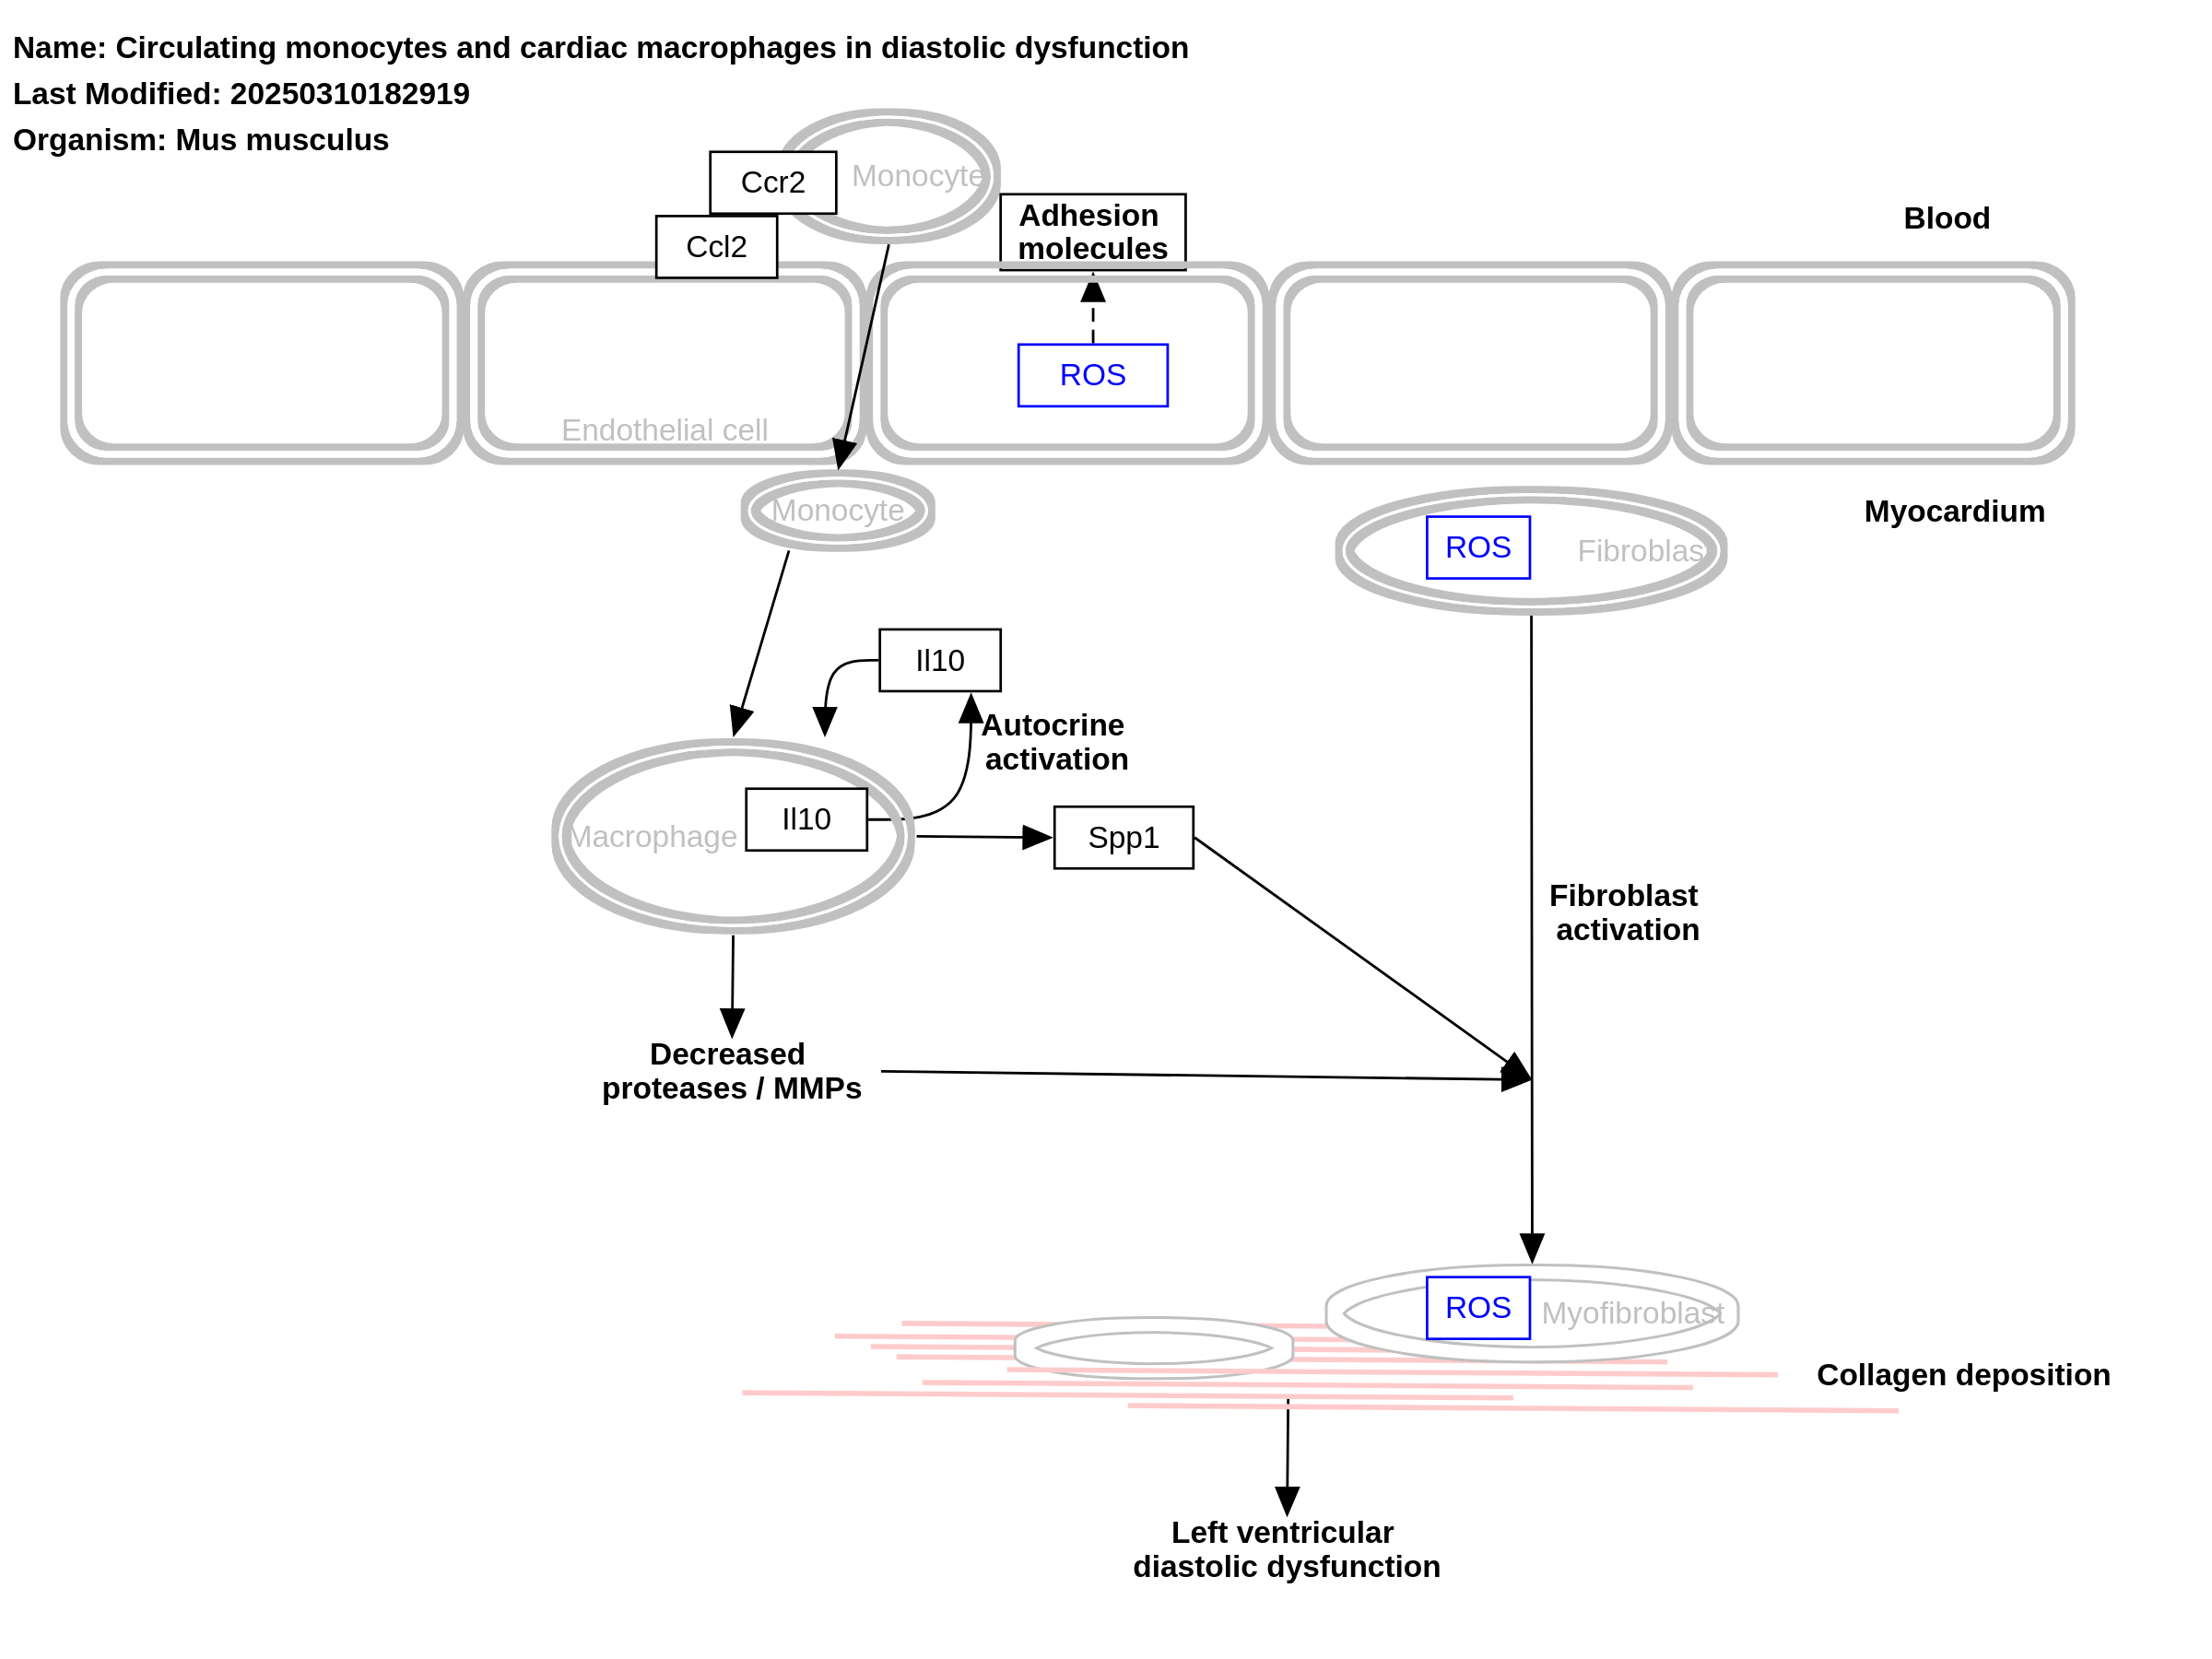 Name: Circulating monocytes and cardiac macrophages in diastolic dysfunction
Last Modified: 20250310182919
Organism: Mus musculus
Monocyte
Ccr2
Ccl2
Adhesion
molecules
Blood
ROS
Endothelial cell
Monocyte
Myocardium
ROS
Fibroblas
Il10
Autocrine
activation
Il10
Macrophage
Spp1
Fibroblast
activation
Decreased
proteases / MMPs
ROS
Myofibroblast
Collagen deposition
Left ventricular
diastolic dysfunction